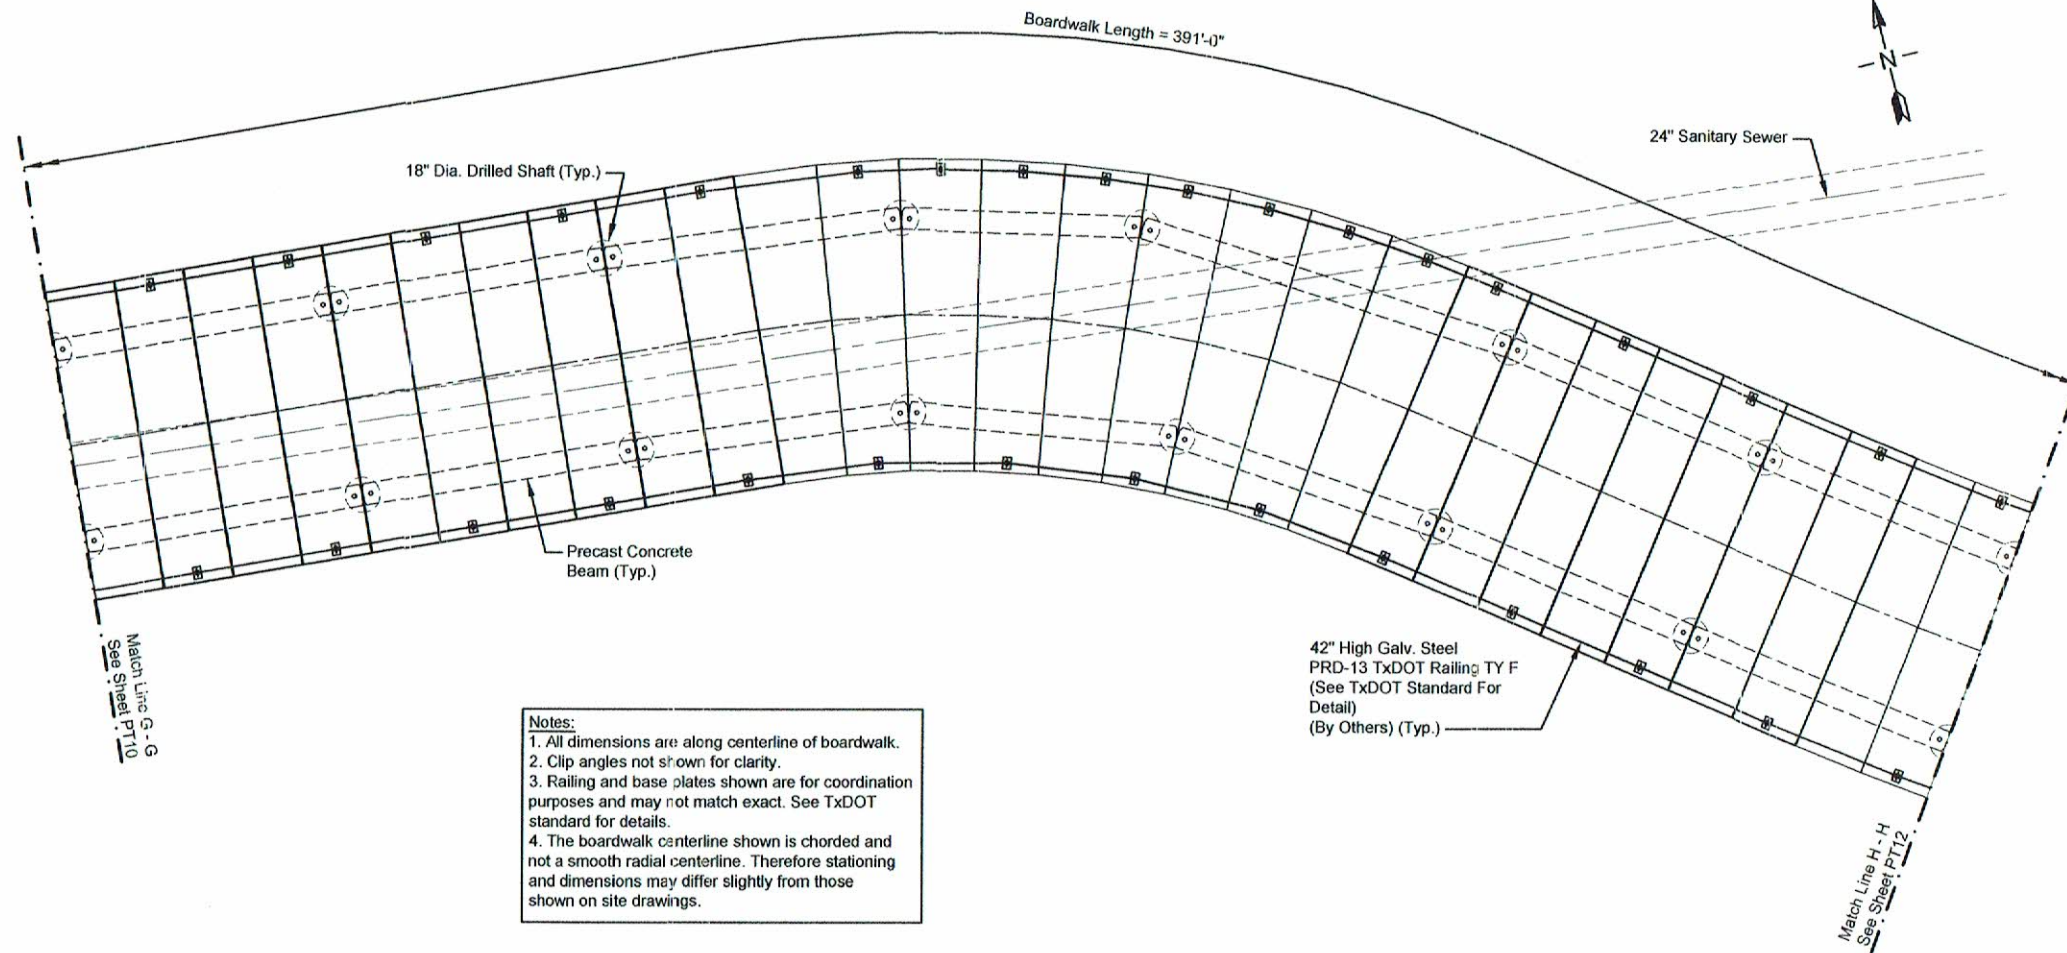 Boardwalk Length = 391'-0"
N
24" Sanitary Sewer
18" Dia. Drilled Shaft (Typ.)
Precast Concrete
Beam (Typ.)
42" High Galv. Steel
PRD-13 TxDOT Railing TY F
(See TxDOT Standard For
Detail)
(By Others) (Typ.)
Match Line G - G
See Sheet PT10
Notes:
1. All dimensions are along centerline of boardwalk.
2. Clip angles not shown for clarity.
3. Railing and base plates shown are for coordination
purposes and may not match exact. See TxDOT
standard for details.
4. The boardwalk centerline shown is chorded and
not a smooth radial centerline. Therefore stationing
and dimensions may differ slightly from those
shown on site drawings.
Match Line H - H
See Sheet PT12